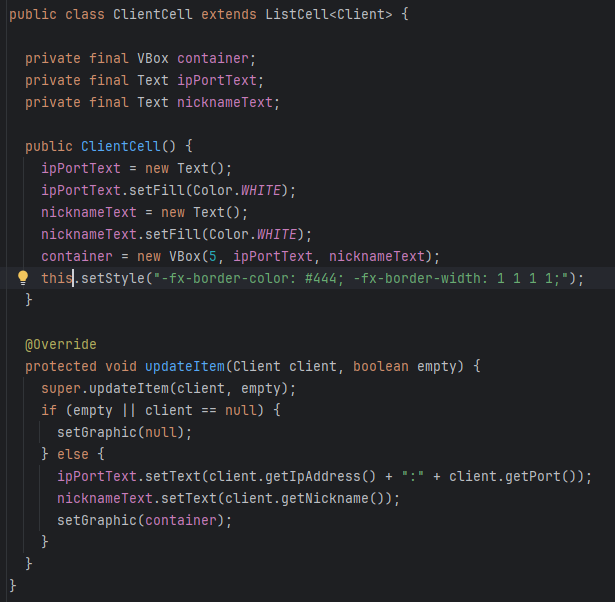 public class ClientCell extends ListCell<Client> {
private final VBox container;
private final Text ipPortText;
private final Text nicknameText;
public ClientCell() {
ipPortText = new Text();
ipPortText.setFill(Color.WHITE);
nicknameText = new Text();
nicknameText.setFill(Color.WHITE);
container = new VBox(5, ipPortText, nicknameText);
this.setStyle("-fx-border-color: #444; -fx-border-width: 1 1 1 1;");
}
@Override
protected void updateItem(Client client, boolean empty) {
super.updateItem(client, empty);
if (empty || client == null) {
setGraphic(null);
} else {
ipPortText.setText(client.getIpAddress() + ":" + client.getPort());
nicknameText.setText(client.getNickname());
setGraphic(container);
}
}
}